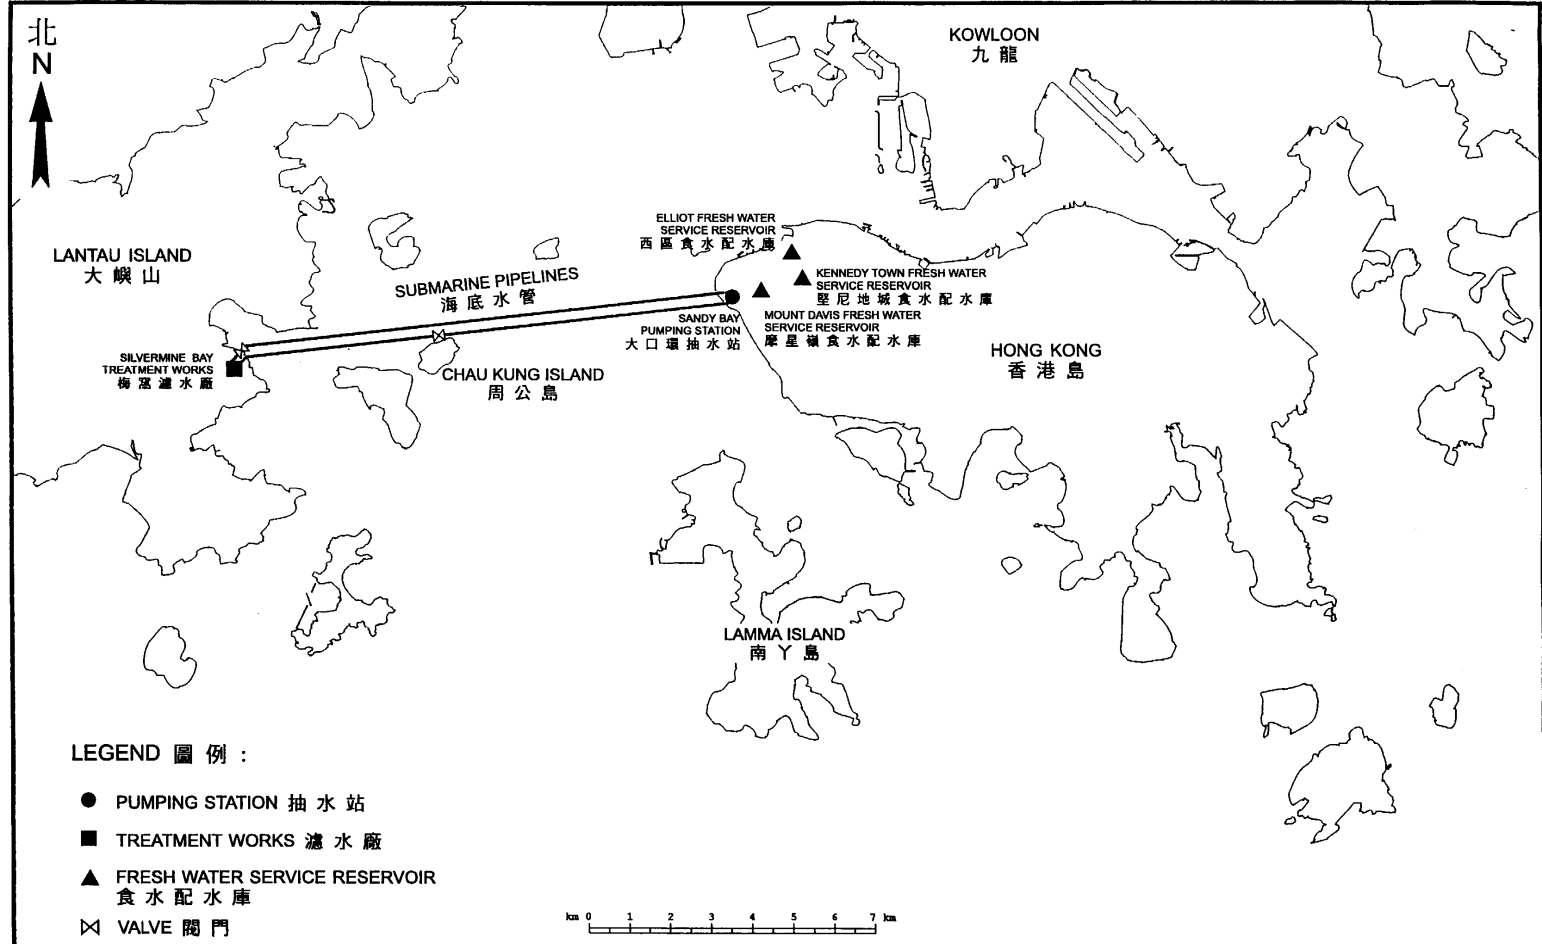 北
N
KOWLOON
九龍
LANTAU ISLAND
大嶼山
ELLIOT FRESH WATER
SERVICE RESERVOIR
西區食水配水庫
SUBMARINE PIPELINES
海底水管
KENNEDY TOWN FRESH WATER
SERVICE RESERVOIR
堅尼地城食水配水庫
SANDY BAY
PUMPING STATION
大口環抽水站
MOUNT DAVIS FRESH WATER
SERVICE RESERVOIR
摩星嶺食水配水庫
SILVERMINE BAY
TREATMENT WORKS
梅窩濾水廠
CHAU KUNG ISLAND
周公島
HONG KONG
香港島
LAMMA ISLAND
南丫島
LEGEND 圖例:
PUMPING STATION 抽水站
TREATMENT WORKS 濾水廠
FRESH WATER SERVICE RESERVOIR
食水配水庫
VALVE 閥門
km 0 1 2 3 4 5 6 7 km